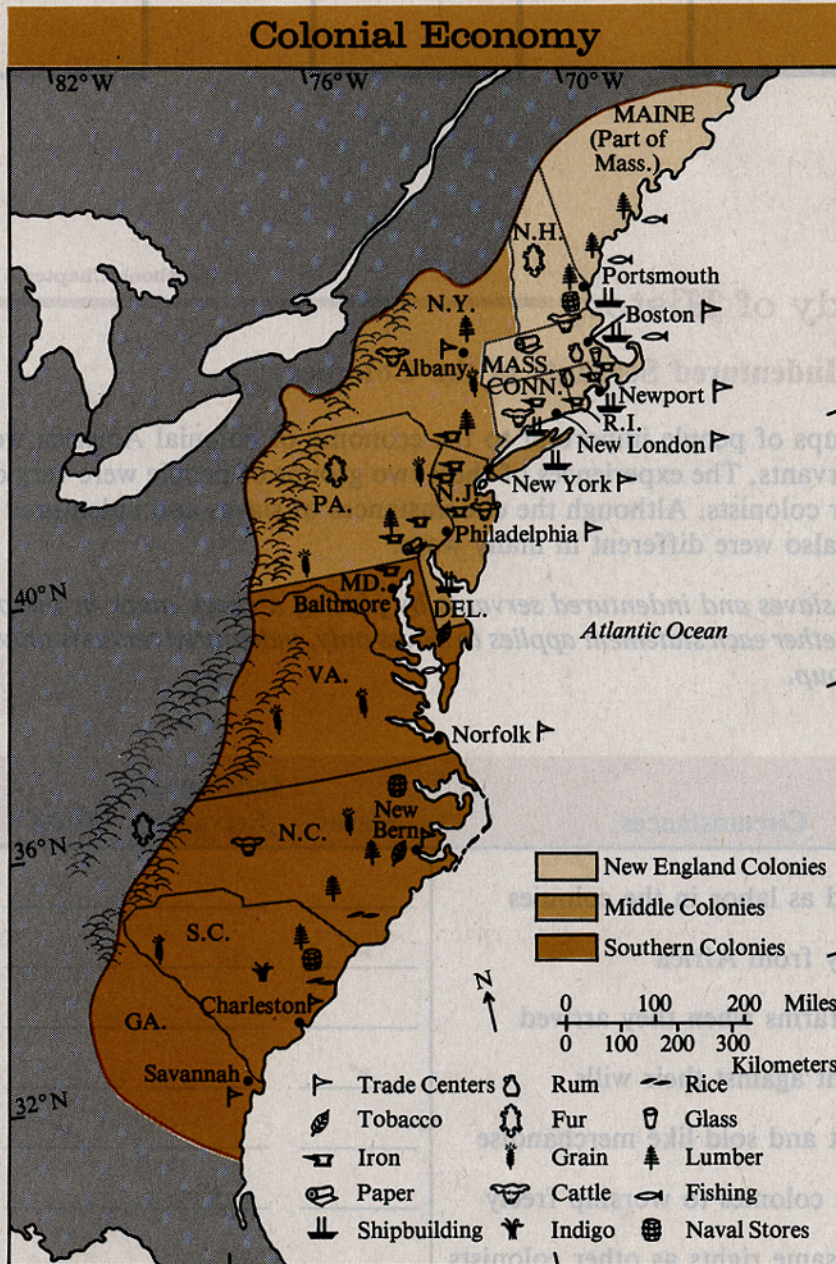 Colonial Economy
82°W
76°W
70°W
MAINE
(Part of
Mass.)
N.H.
Portsmouth
N.Y.
Boston
Albany
MASS.
CONN.
Newport
R.I.
New London
New York
N.J.
PA.
Philadelphia
40°N
MD.
Baltimore
DEL.
Atlantic Ocean
VA.
Norfolk
New
Bern
N.C.
36°N
New England Colonies
Middle Colonies
Southern Colonies
S.C.
N
0 100 200 Miles
0 100 200 300
Kilometers
Charleston
GA.
Savannah
32°N
Trade Centers
Rum
Rice
Tobacco
Fur
Glass
Iron
Grain
Lumber
Paper
Cattle
Fishing
Shipbuilding
Indigo
Naval Stores